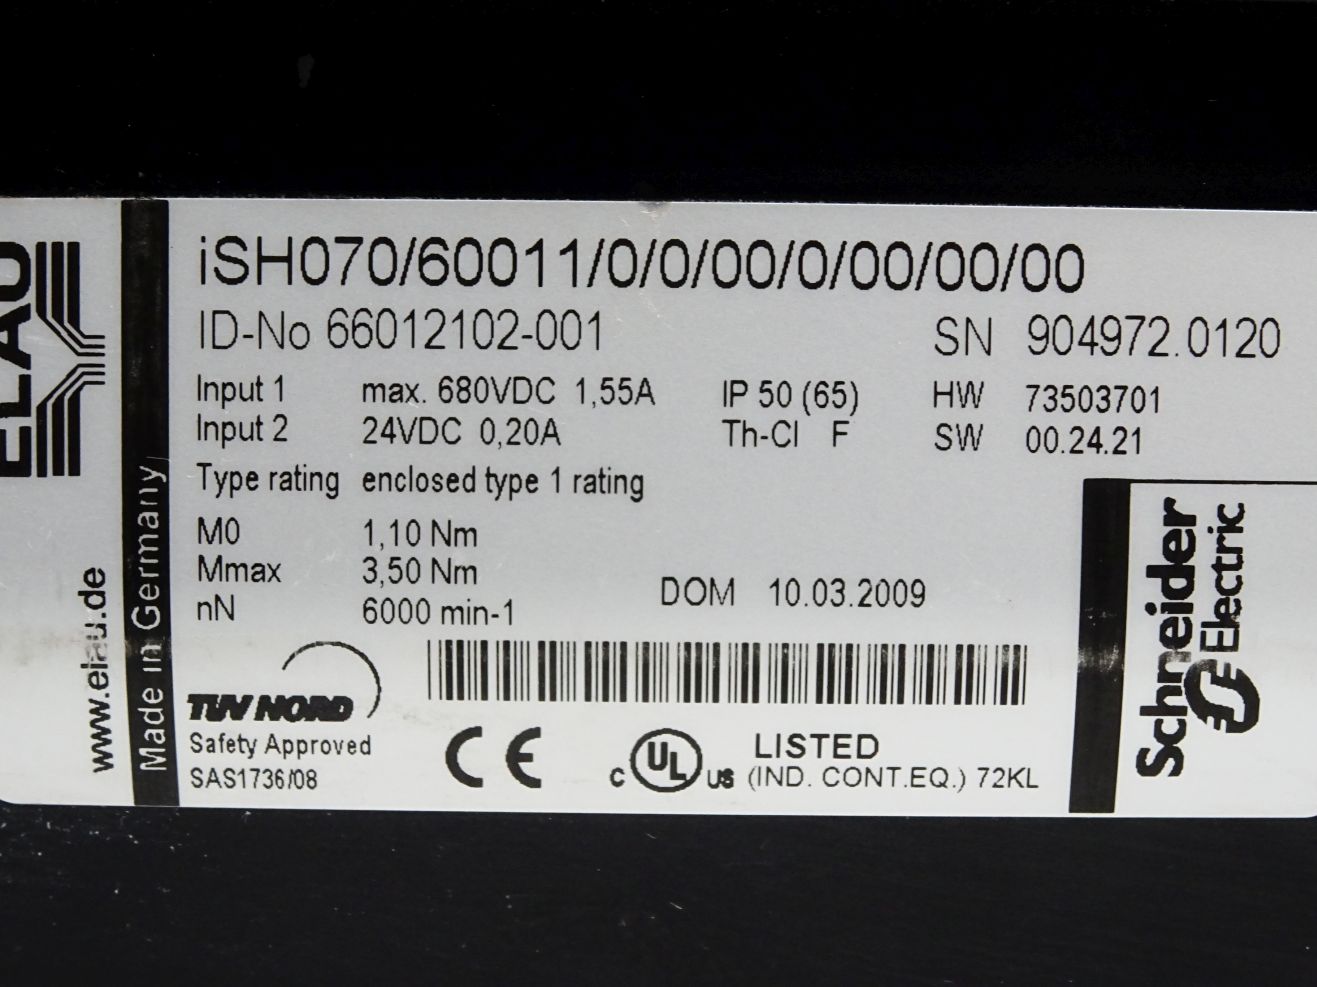 ELAU
www.elau.de
Made in Germany
iSH070/60011/0/0/00/0/00/00/00
ID-No 66012102-001 SN 904972.0120
Input 1 max. 680VDC 1,55A IP 50 (65) HW 73503701
Input 2 24VDC 0,20A Th-Cl F SW 00.24.21
Type rating enclosed type 1 rating
M0 1,10 Nm
Mmax 3,50 Nm
nN 6000 min-1
DOM 10.03.2009
TÜV NORD
Safety Approved
SAS1736/08
CE
c UL us LISTED
(IND. CONT.EQ.) 72KL
Schneider
Electric